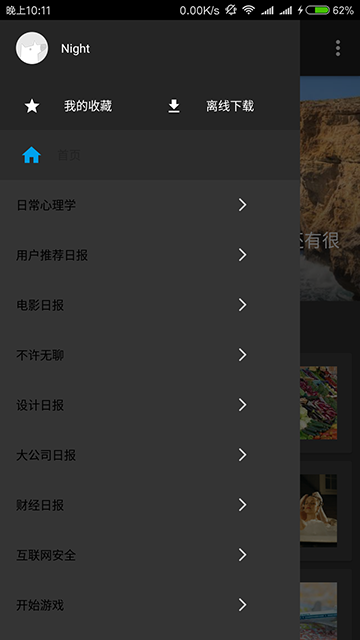 晚上10:11 0.00K/s 62%
Night
我的收藏 离线下载
首页
还有很
日常心理学
用户推荐日报
电影日报
不许无聊
设计日报
大公司日报
财经日报
互联网安全
开始游戏